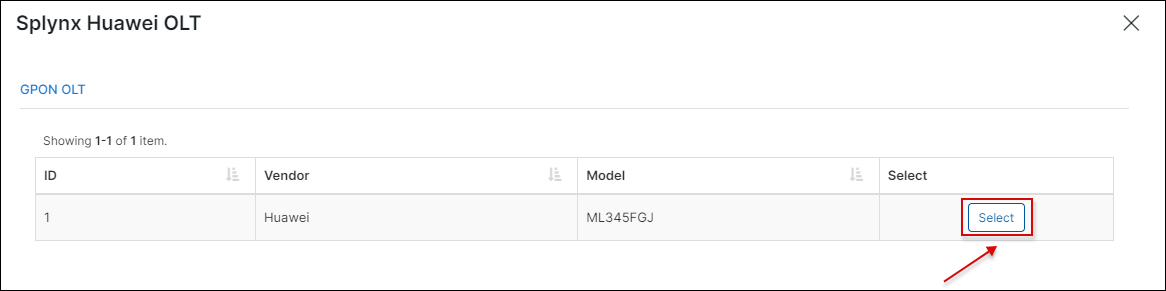 Splynx Huawei OLT
GPON OLT
Showing 1-1 of 1 item.
ID Vendor Model Select
1 Huawei ML345FGJ Select